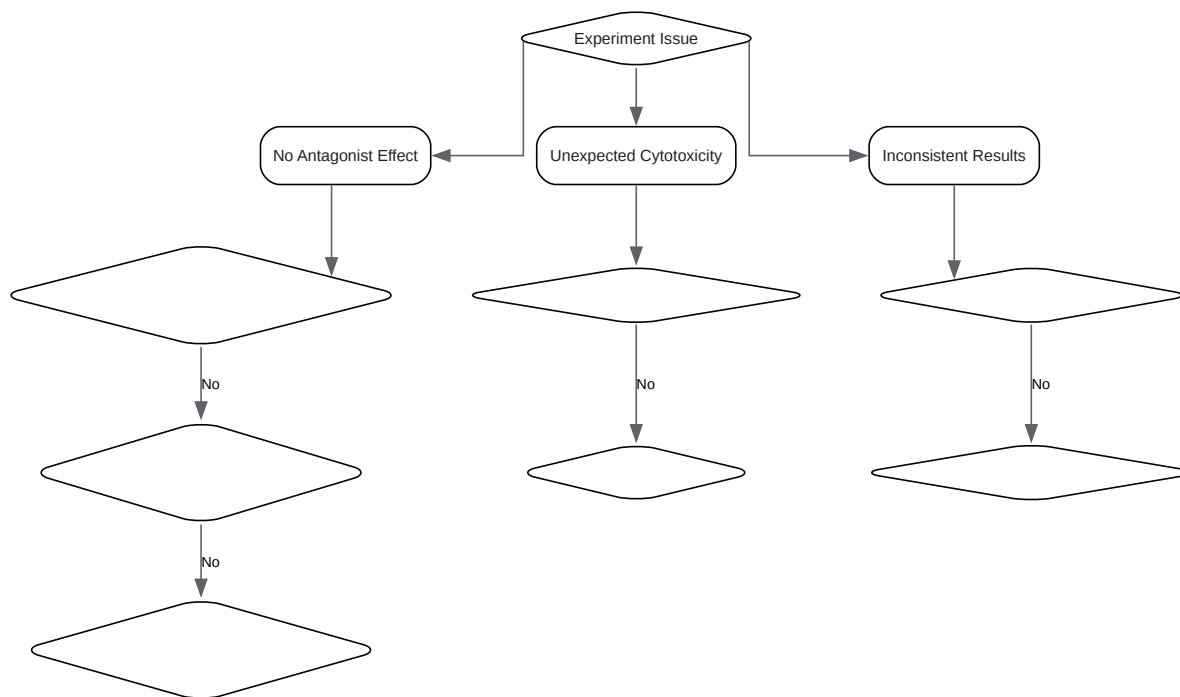 Experiment Issue
No Antagonist Effect
Unexpected Cytotoxicity
Inconsistent Results
No
No
No
No